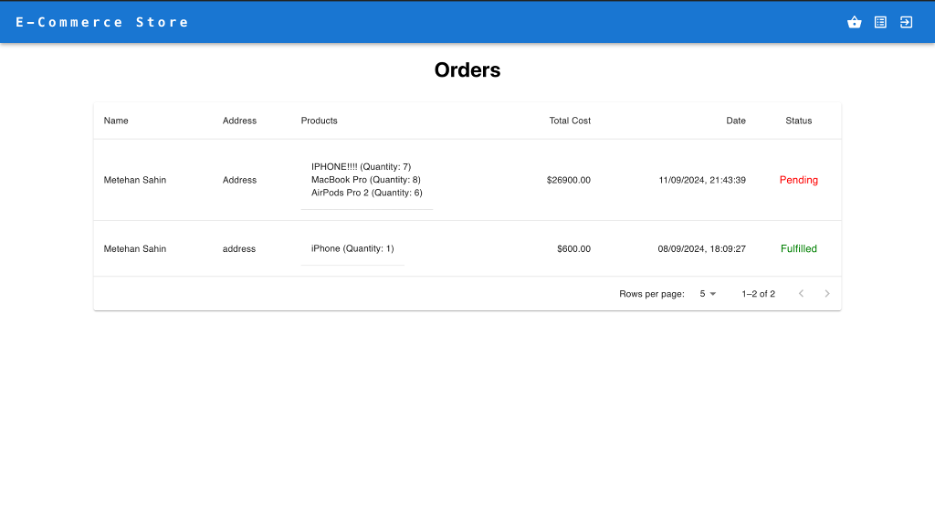 E-Commerce Store
Orders
Name Address Products Total Cost Date Status
IPHONE!!!! (Quantity: 7)
Metehan Sahin Address MacBook Pro (Quantity: 8) $26900.00 11/09/2024, 21:43:39 Pending
AirPods Pro 2 (Quantity: 6)
Metehan Sahin address iPhone (Quantity: 1) $600.00 08/09/2024, 18:09:27 Fulfilled
Rows per page: 5 1–2 of 2